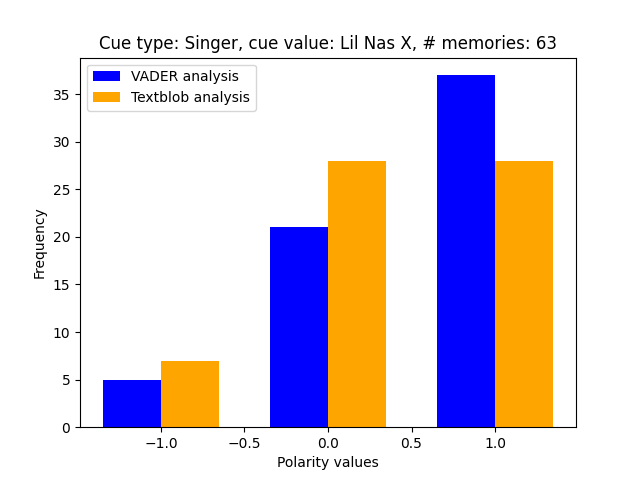 Cue type: Singer, cue value: Lil Nas X, # memories: 63
VADER analysis
Textblob analysis
Frequency
35
30
25
20
15
10
5
0
−1.0 −0.5 0.0 0.5 1.0
Polarity values